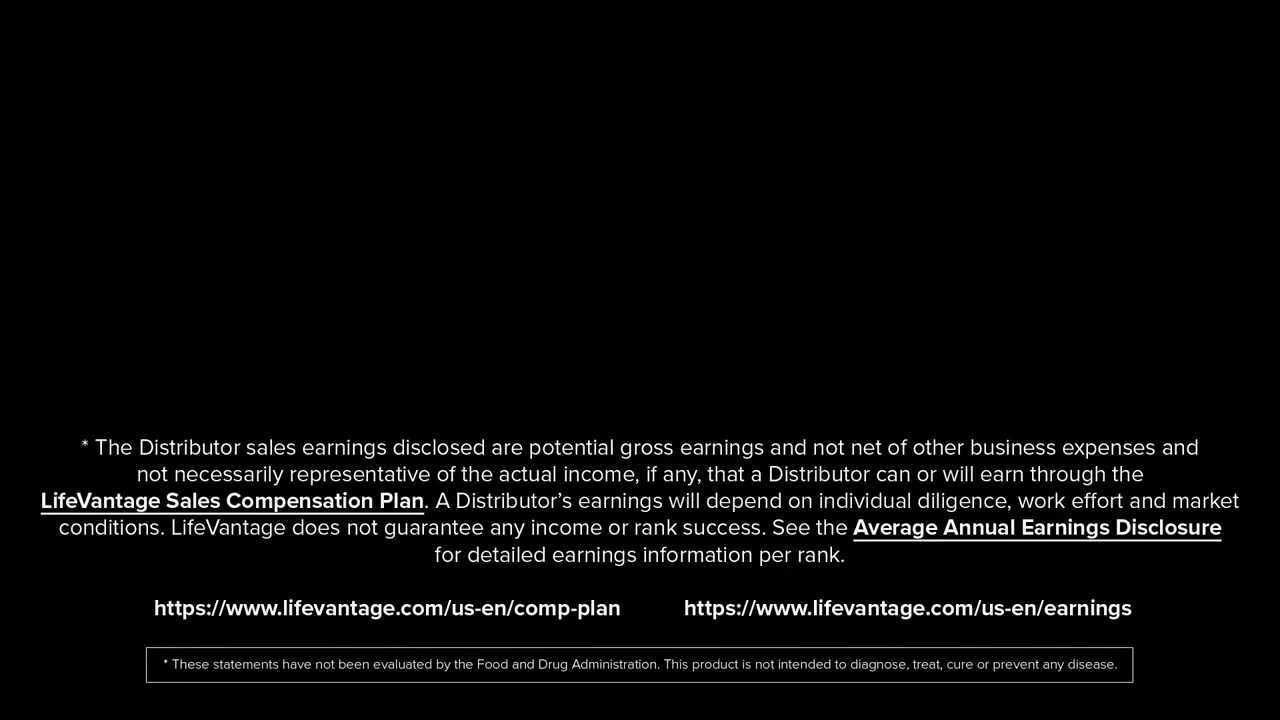 * The Distributor sales earnings disclosed are potential gross earnings and not net of other business expenses and
not necessarily representative of the actual income, if any, that a Distributor can or will earn through the
LifeVantage Sales Compensation Plan. A Distributor’s earnings will depend on individual diligence, work effort and market
conditions. LifeVantage does not guarantee any income or rank success. See the Average Annual Earnings Disclosure
for detailed earnings information per rank.
https://www.lifevantage.com/us-en/comp-plan https://www.lifevantage.com/us-en/earnings
* These statements have not been evaluated by the Food and Drug Administration. This product is not intended to diagnose, treat, cure or prevent any disease.